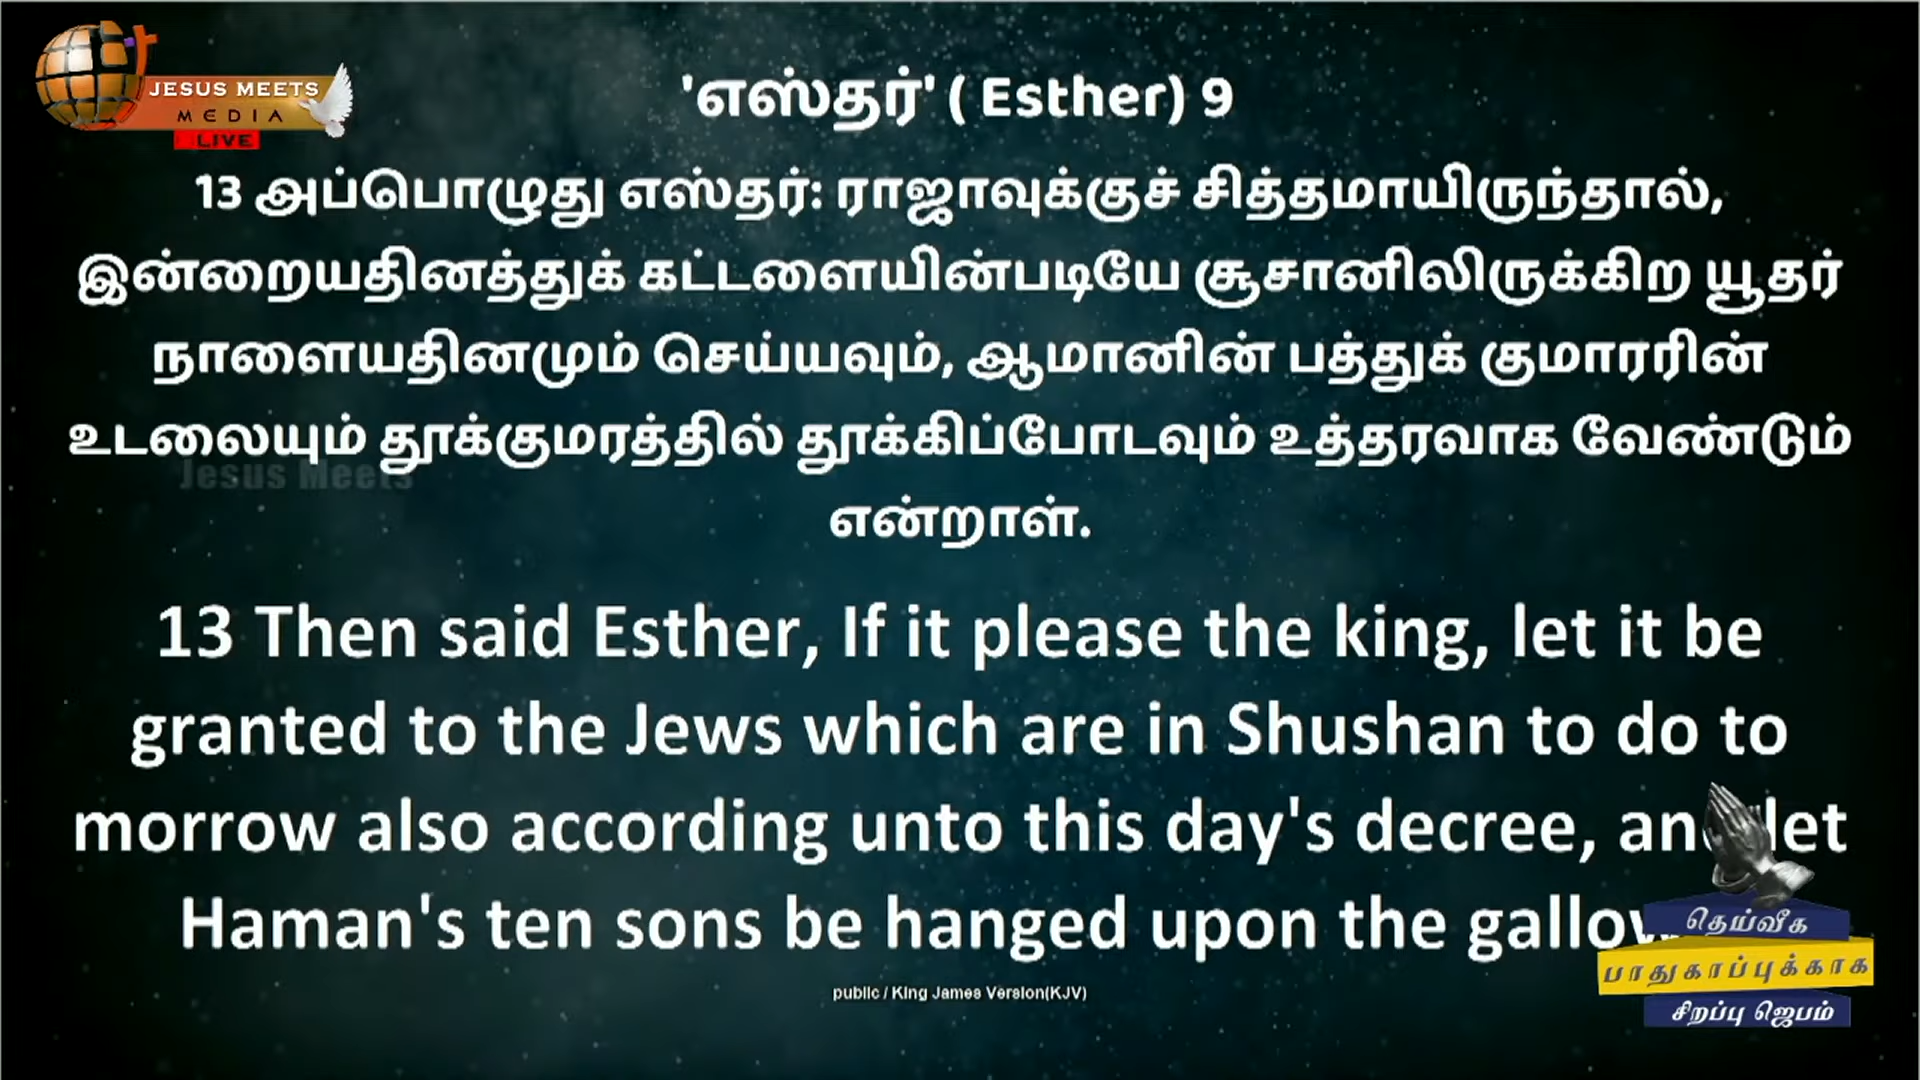 JESUS MEETS
MEDIA
LIVE
'எஸ்தர்' ( Esther) 9
13 அப்பொழுது எஸ்தர்: ராஜாவுக்குச் சித்தமாயிருந்தால்,
இன்றையதினத்துக் கட்டளையின்படியே சூசானிலிருக்கிற யூதர்
நாளையதினமும் செய்யவும், ஆமானின் பத்துக் குமாரரின்
உடலையும் தூக்குமரத்தில் தூக்கிப்போடவும் உத்தரவாக வேண்டும்
Jesus Meets
என்றாள்.
13 Then said Esther, If it please the king, let it be
granted to the Jews which are in Shushan to do to
morrow also according unto this day's decree, and let
Haman's ten sons be hanged upon the
தெய்வீக
பாதுகாப்புக்காக
சிறப்பு ஜெபம்
public / King James Version(KJV)